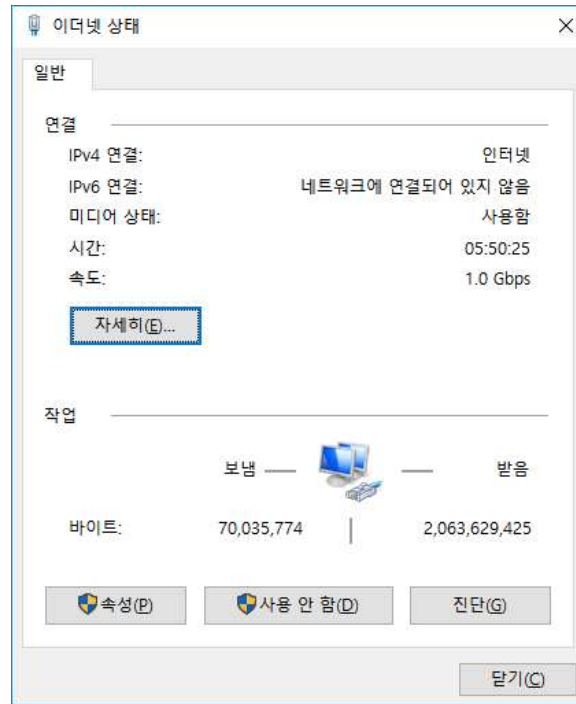 이더넷 상태
일반
연결
IPv4 연결: 인터넷
IPv6 연결: 네트워크에 연결되어 있지 않음
미디어 상태: 사용함
시간: 05:50:25
속도: 1.0 Gbps
자세히(E)...
작업
보냄 받음
바이트: 70,035,774 2,063,629,425
속성(P) 사용 안 함(D) 진단(G)
닫기(C)